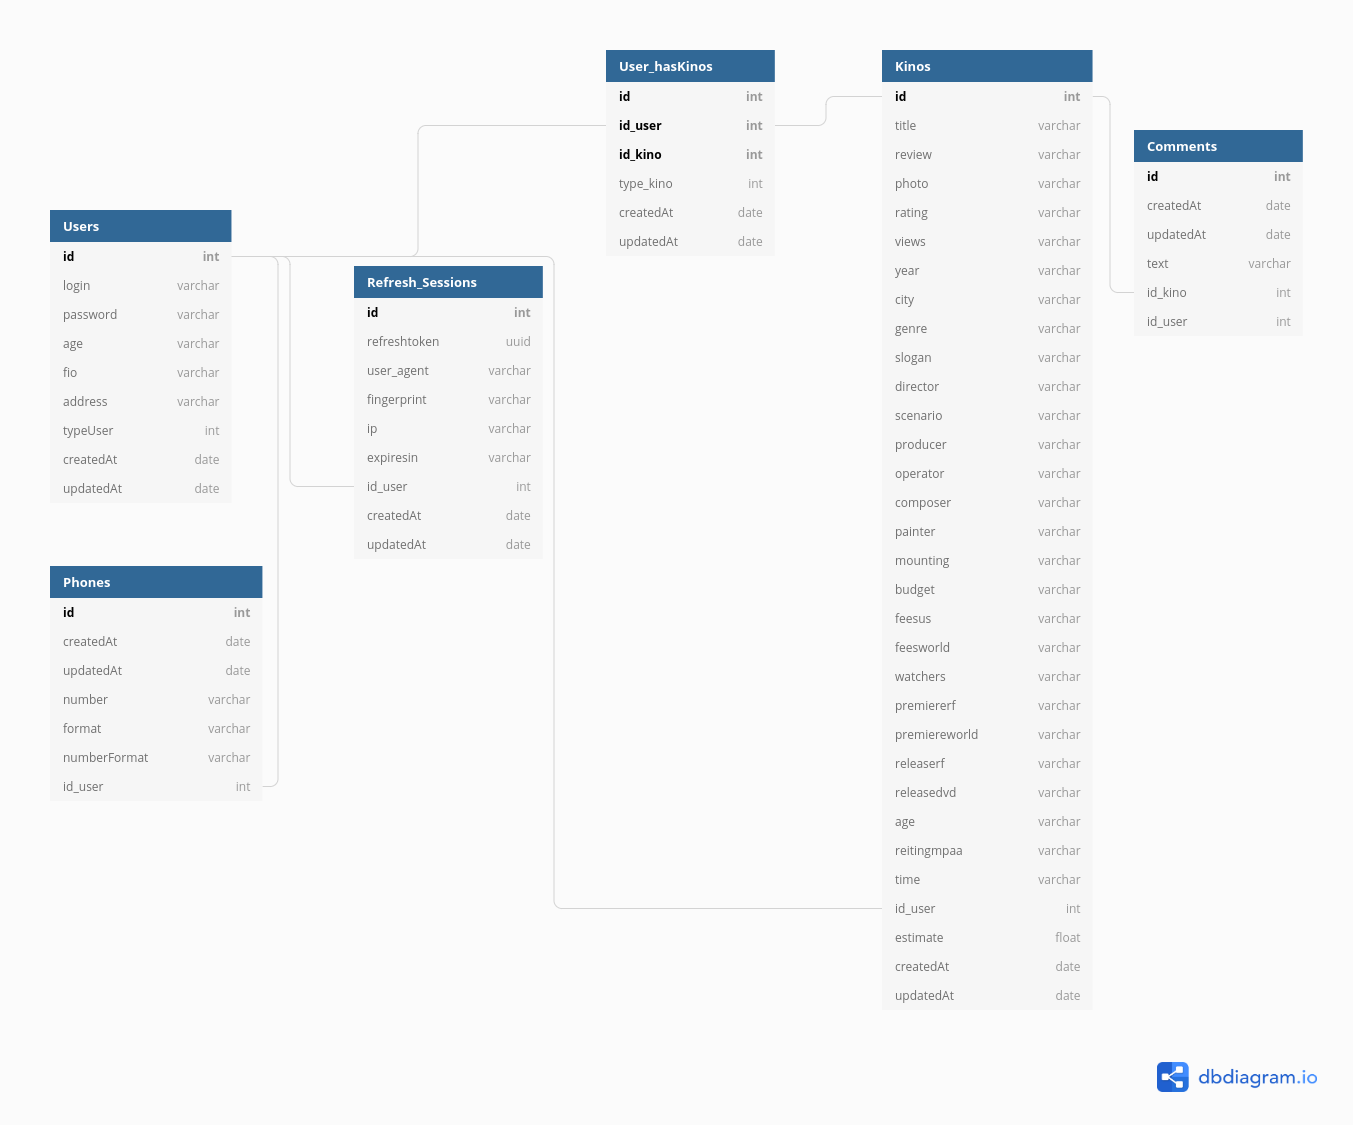 User_hasKinos
id int
id_user int
id_kino int
type_kino int
createdAt date
updatedAt date
Kinos
id int
title varchar
review varchar
photo varchar
rating varchar
views varchar
year varchar
city varchar
genre varchar
slogan varchar
director varchar
scenario varchar
producer varchar
operator varchar
composer varchar
painter varchar
mounting varchar
budget varchar
feesus varchar
feesworld varchar
watchers varchar
premiererf varchar
premiereworld varchar
releaserf varchar
releasedvd varchar
age varchar
reitingmpaa varchar
time varchar
id_user int
estimate float
createdAt date
updatedAt date
Comments
id int
createdAt date
updatedAt date
text varchar
id_kino int
id_user int
Users
id int
login varchar
password varchar
age varchar
fio varchar
address varchar
typeUser int
createdAt date
updatedAt date
Refresh_Sessions
id int
refreshtoken uuid
user_agent varchar
fingerprint varchar
ip varchar
expiresin varchar
id_user int
createdAt date
updatedAt date
Phones
id int
createdAt date
updatedAt date
number varchar
format varchar
numberFormat varchar
id_user int
dbdiagram.io